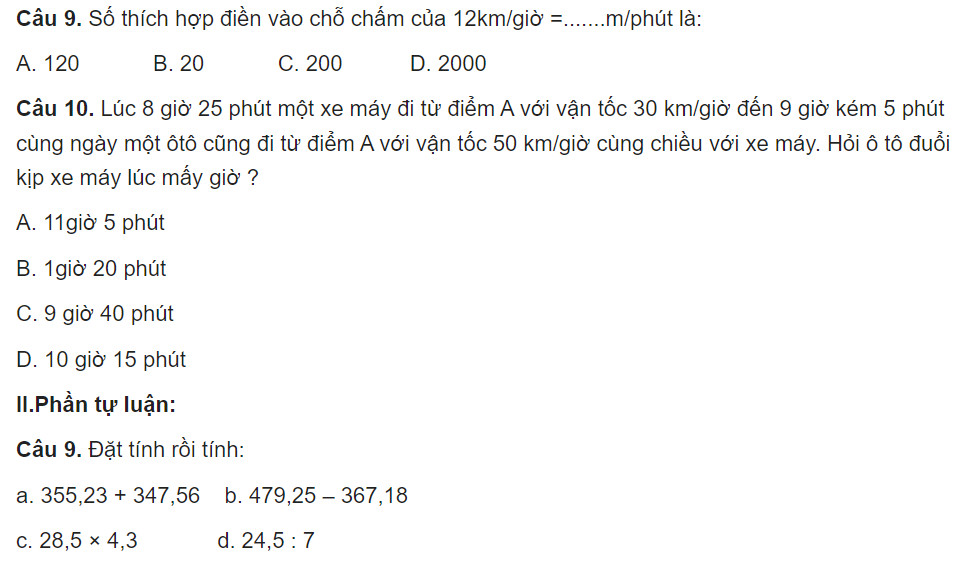 Câu 9. Số thích hợp điền vào chỗ chấm của 12km/giờ =.......m/phút là:
A. 120 B. 20 C. 200 D. 2000
Câu 10. Lúc 8 giờ 25 phút một xe máy đi từ điểm A với vận tốc 30 km/giờ đến 9 giờ kém 5 phút
cùng ngày một ôtô cũng đi từ điểm A với vận tốc 50 km/giờ cùng chiều với xe máy. Hỏi ô tô đuổi
kịp xe máy lúc mấy giờ ?
A. 11giờ 5 phút
B. 1giờ 20 phút
C. 9 giờ 40 phút
D. 10 giờ 15 phút
II.Phần tự luận:
Câu 9. Đặt tính rồi tính:
a. 355,23 + 347,56 b. 479,25 – 367,18
c. 28,5 × 4,3 d. 24,5 : 7